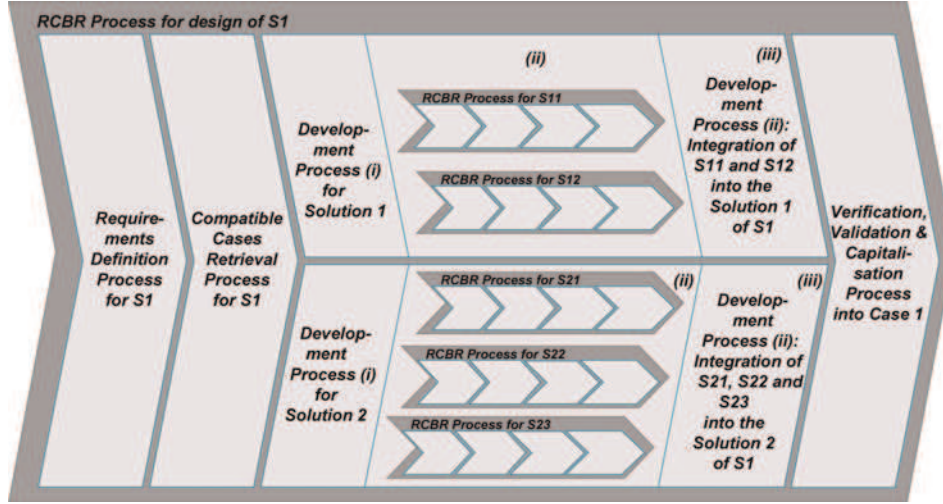 RCBR Process for design of S1
Require-
ments
Definition
Process
for S1
Compatible
Cases
Retrieval
Process
for S1
Develop-
ment
Process (i)
for
Solution 1
(ii)
RCBR Process for S11
RCBR Process for S12
(iii)
Develop-
ment
Process (ii):
Integration of
S11 and S12
into the
Solution 1
of S1
Develop-
ment
Process (i)
for
Solution 2
(ii)
RCBR Process for S21
RCBR Process for S22
RCBR Process for S23
(iii)
Develop-
ment
Process (ii):
Integration of
S21, S22 and
S23
into the
Solution 2
of S1
Verification,
Validation &
Capitali-
sation
Process
into Case 1